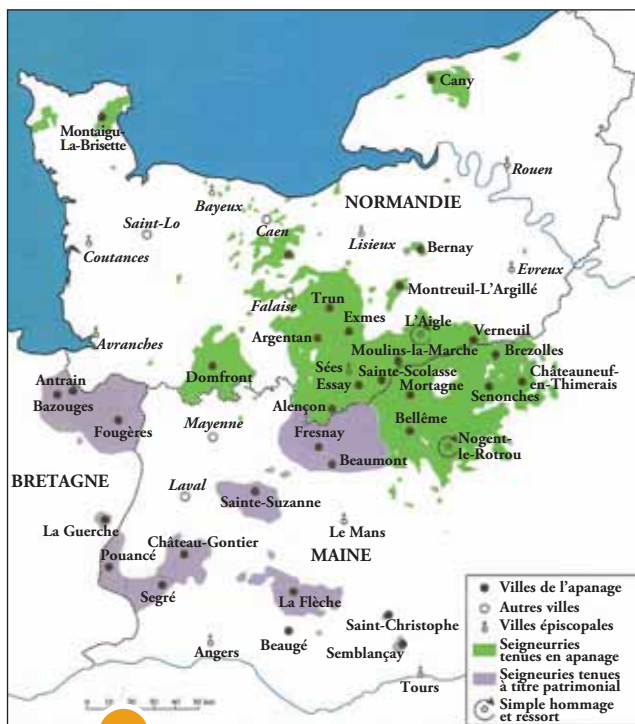 Cany
Montaigu-
La-Brisette
Rouen
Bayeux
NORMANDIE
Saint-Lo
Caen
Lisieux
Bernay
Coutances
Evreux
Montreuil-L'Argillé
Falaise
Trun
Exmes
L'Aigle
Verneuil
Argentan
Avranches
Moulins-la-Marche
Brezolles
Domfront
Sées
Sainte-Scolasse
Châteauneuf-
en-Thimerais
Essay
Mortagne
Senonches
Antrain
Bazouges
Alençon
Fougères
Mayenne
Fresnay
Bellême
Nogent-
le-Rotrou
Beaumont
BRETAGNE
Laval
Sainte-Suzanne
La Guerche
Le Mans
Château-Gontier
MAINE
Pouancé
Segré
La Flèche
Saint-Christophe
Beaugé
Semblançay
Angers
Tours
Villes de l'apanage
Autres villes
Villes épiscopales
Seigneurries
tenues en apanage
Seigneuries tenues
à titre patrimonial
Simple hommage
et ressort